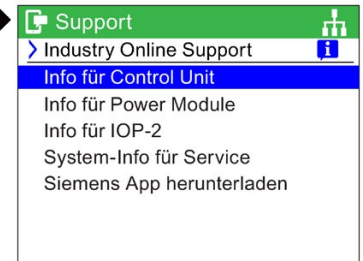 Support
Industry Online Support
Info für Control Unit
Info für Power Module
Info für IOP-2
System-Info für Service
Siemens App herunterladen